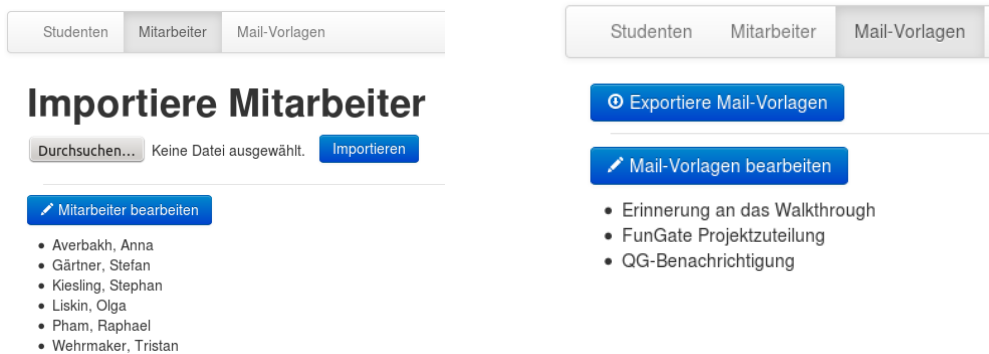 Studenten Mitarbeiter Mail-Vorlagen
Importiere Mitarbeiter
Durchsuchen... Keine Datei ausgewählt. Importieren
Mitarbeiter bearbeiten
Averbakh, Anna
Gärtner, Stefan
Kiesling, Stephan
Liskin, Olga
Pham, Raphael
Wehrmaker, Tristan
Studenten Mitarbeiter Mail-Vorlagen
Exportiere Mail-Vorlagen
Mail-Vorlagen bearbeiten
Erinnerung an das Walkthrough
FunGate Projektzuteilung
QG-Benachrichtigung